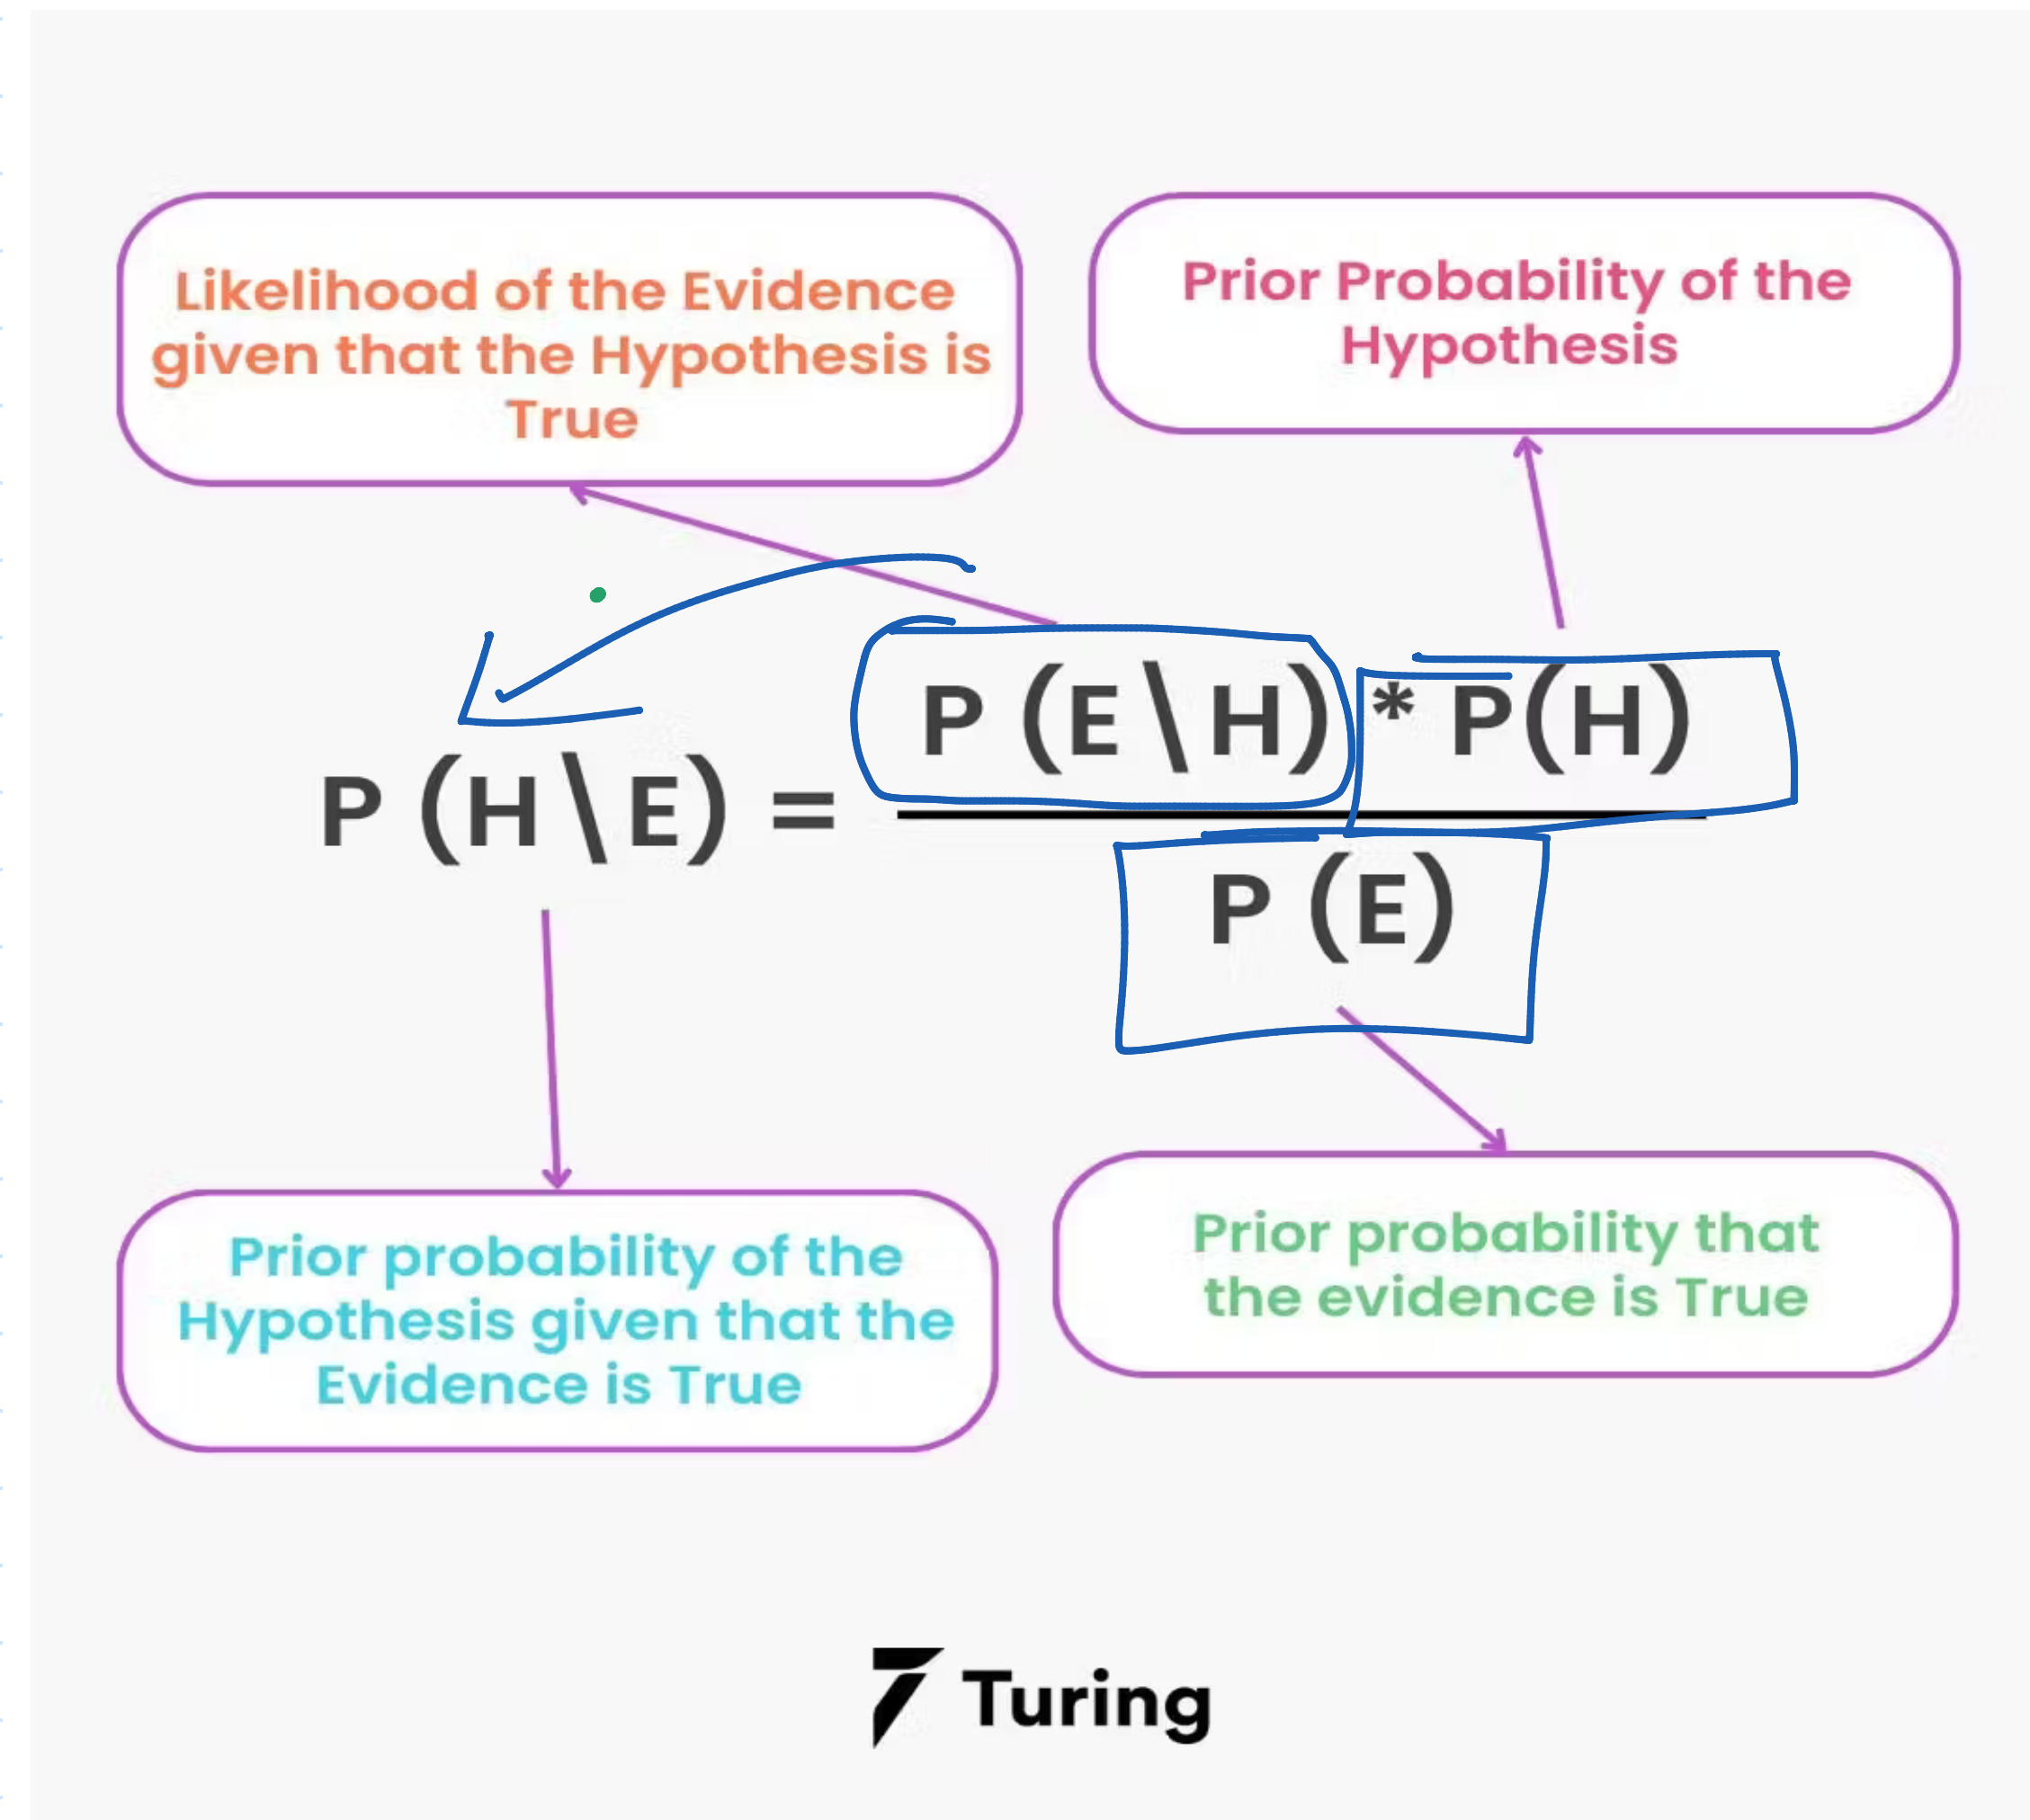 Likelihood of the Evidence
given that the Hypothesis is
True
Prior Probability of the
Hypothesis
P (H\E) = P (E\H) * P(H)
P (E)
Prior probability of the
Hypothesis given that the
Evidence is True
Prior probability that
the evidence is True
Turing